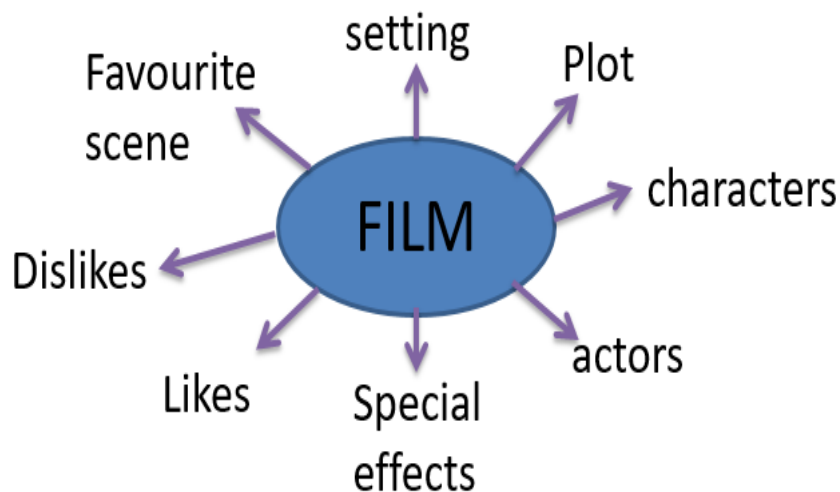 setting
Plot
Favourite
scene
characters
FILM
Dislikes
actors
Likes
Special
effects